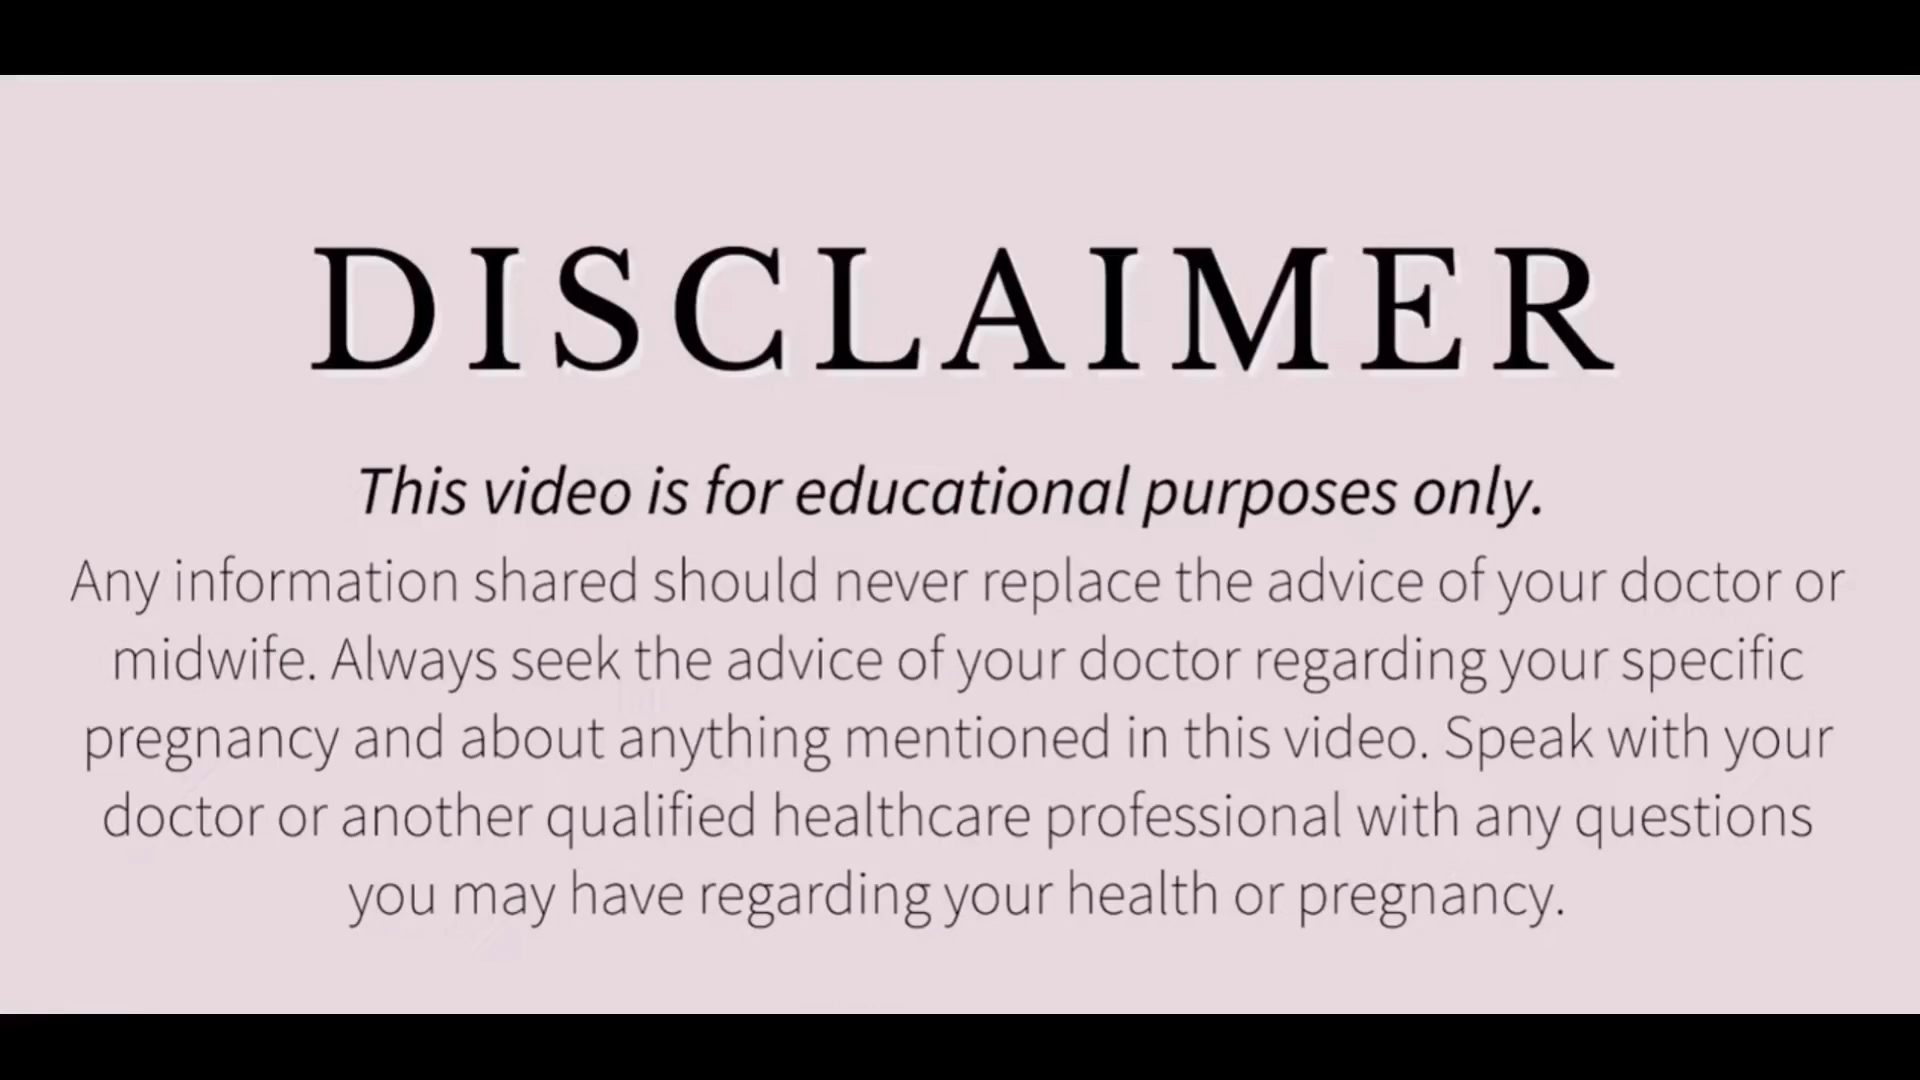 DISCLAIMER
This video is for educational purposes only.
Any information shared should never replace the advice of your doctor or
midwife. Always seek the advice of your doctor regarding your specific
pregnancy and about anything mentioned in this video. Speak with your
doctor or another qualified healthcare professional with any questions
you may have regarding your health or pregnancy.